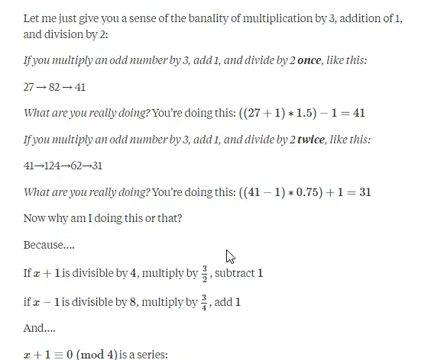 Let me just give you a sense of the banality of multiplication by 3, addition of 1,
and division by 2:
If you multiply an odd number by 3, add 1, and divide by 2 once, like this:
27 → 82 → 41
What are you really doing? You're doing this: ((27 + 1) * 1.5) − 1 = 41
If you multiply an odd number by 3, add 1, and divide by 2 twice, like this:
41→124→62→31
What are you really doing? You're doing this: ((41 − 1) * 0.75) + 1 = 31
Now why am I doing this or that?
Because....
If x + 1 is divisible by 4, multiply by 3/2, subtract 1
if x − 1 is divisible by 8, multiply by 3/4, add 1
And....
x + 1 ≡ 0 (mod 4) is a series: